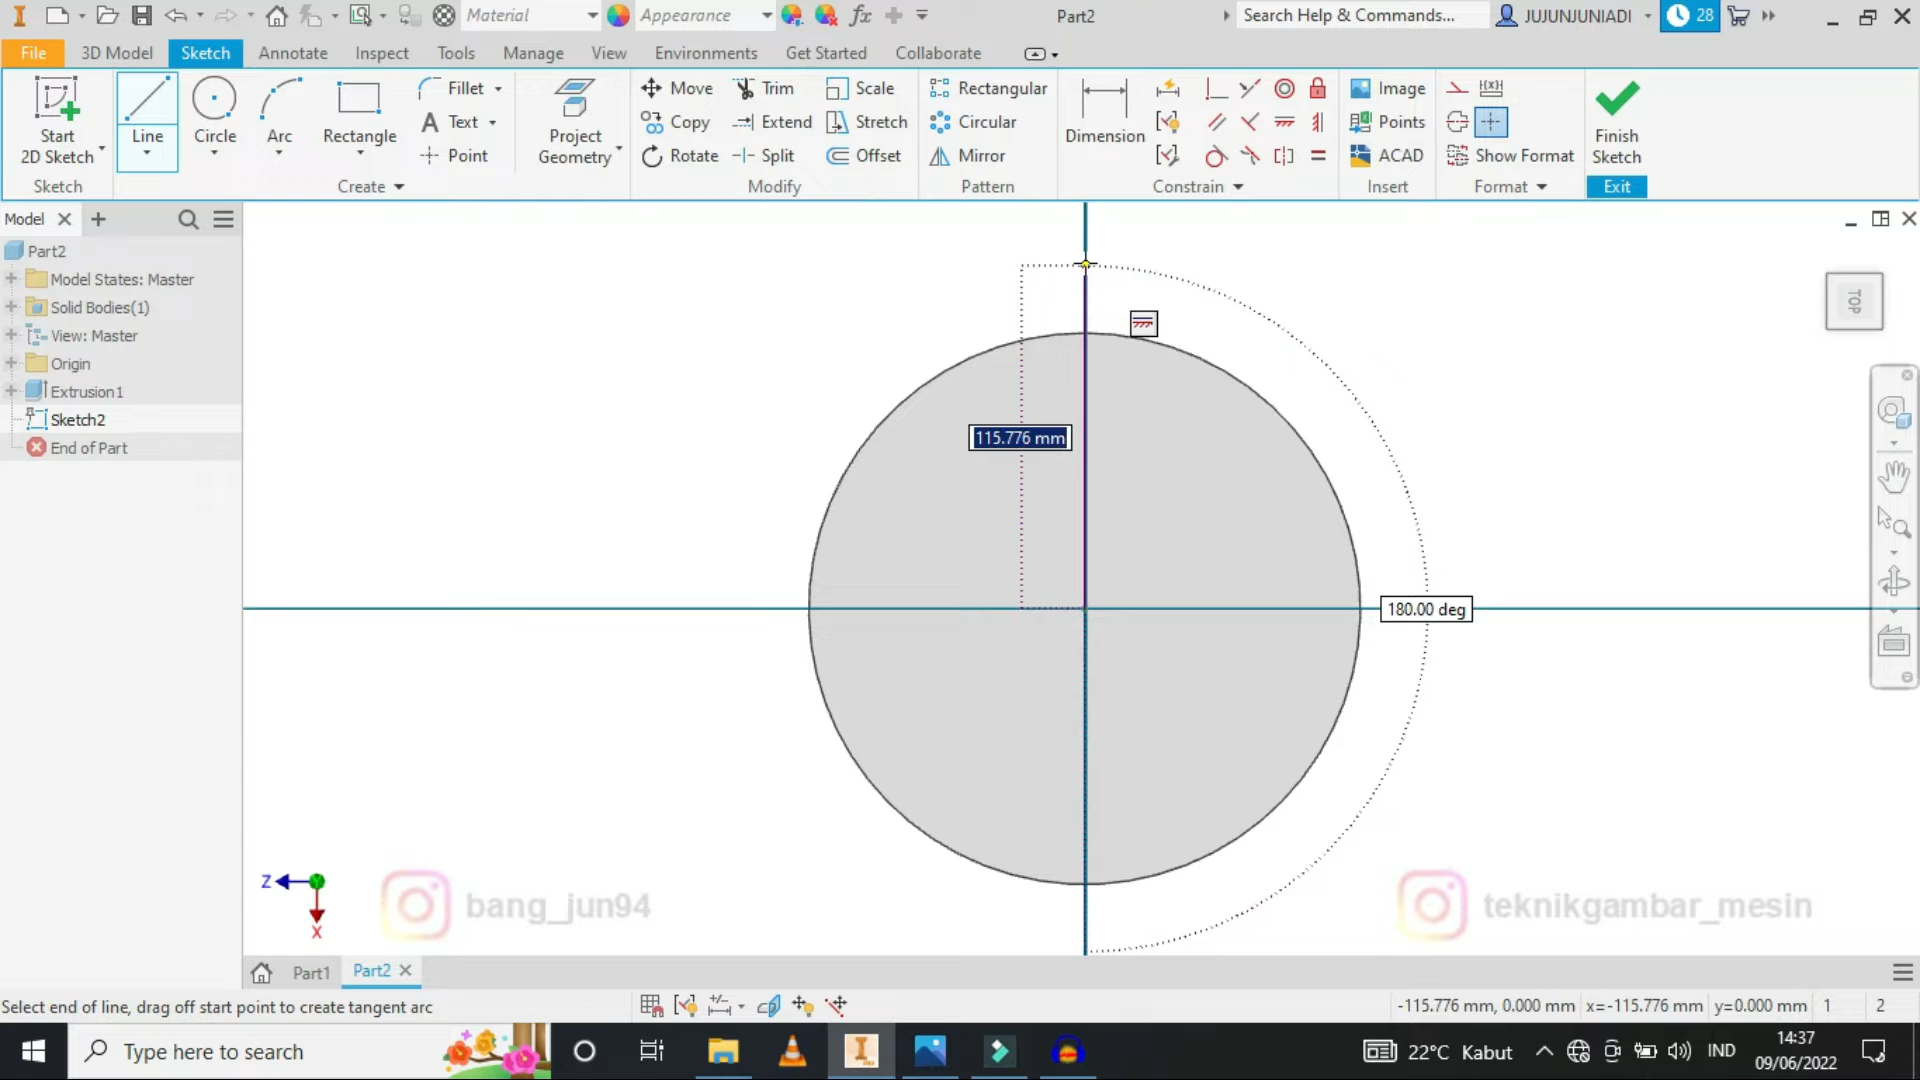 Material
Appearance
fx
Part2
Search Help & Commands...
JUJUNJUNIADI
28
File
3D Model
Sketch
Annotate
Inspect
Tools
Manage
View
Environments
Get Started
Collaborate
Start
2D Sketch
Line
Circle
Arc
Rectangle
Fillet
Text
Point
Project
Geometry
Move
Copy
Rotate
Trim
Extend
Split
Scale
Stretch
Offset
Rectangular
Circular
Mirror
Dimension
Image
Points
ACAD
Show Format
Finish
Sketch
Sketch
Create
Modify
Pattern
Constrain
Insert
Format
Exit
Model
Part2
Model States: Master
Solid Bodies(1)
View: Master
Origin
Extrusion1
Sketch2
End of Part
TOP
115.776 mm
180.00 deg
Z
X
bang_jun94
teknikgambar_mesin
Part1
Part2
Select end of line, drag off start point to create tangent arc
-115.776 mm, 0.000 mm
x=-115.776 mm
y=0.000 mm
1
2
Type here to search
22°C Kabut
IND
14:37
09/06/2022